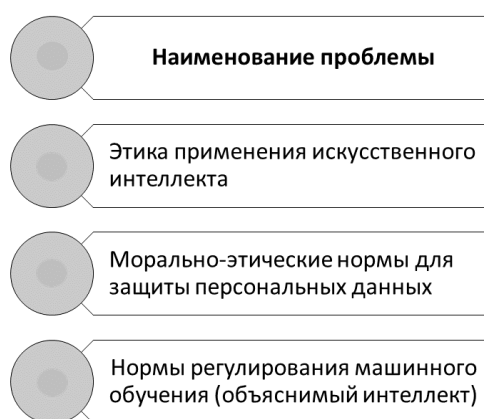 Наименование проблемы
Этика применения искусственного
интеллекта
Морально-этические нормы для
защиты персональных данных
Нормы регулирования машинного
обучения (объяснимый интеллект)